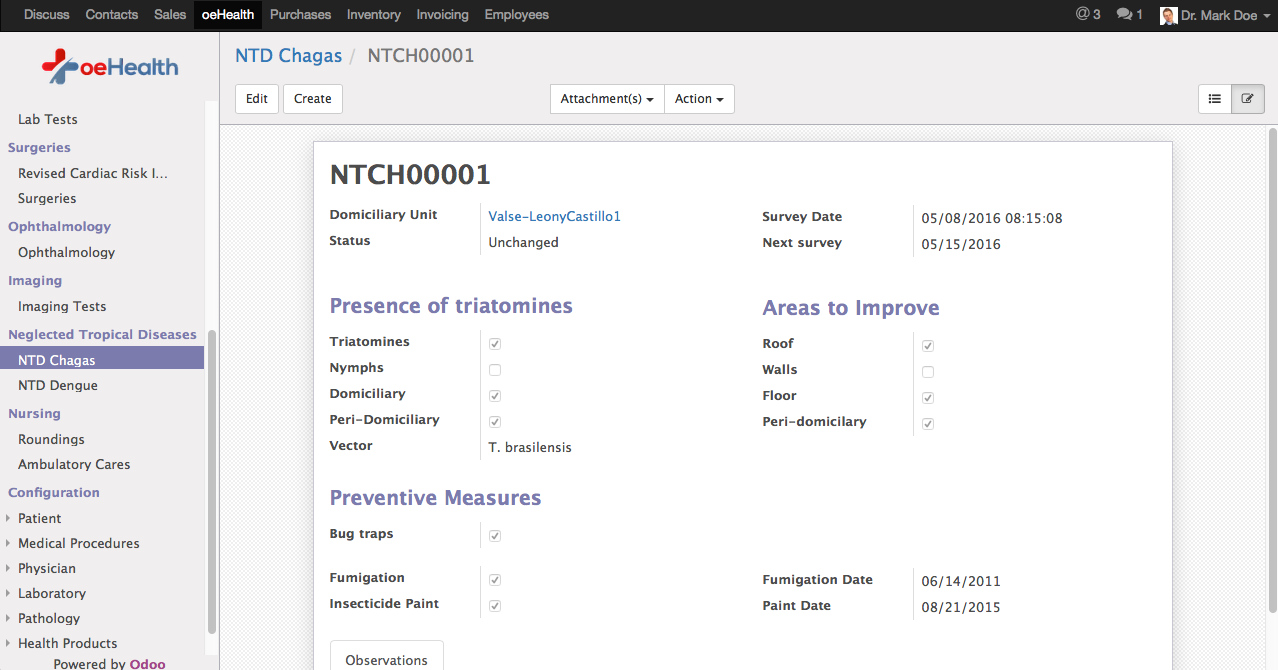 Discuss Contacts Sales oeHealth Purchases Inventory Invoicing Employees @ 3 1 Dr. Mark Doe
oeHealth
NTD Chagas / NTCH00001
Edit Create Attachment(s) Action
Lab Tests
Surgeries
Revised Cardiac Risk I...
Surgeries
Ophthalmology
Ophthalmology
Imaging
Imaging Tests
Neglected Tropical Diseases
NTD Chagas
NTD Dengue
Nursing
Roundings
Ambulatory Cares
Configuration
Patient
Medical Procedures
Physician
Laboratory
Pathology
Health Products
Powered by Odoo
NTCH00001
Domiciliary Unit Valse-LeonyCastillo1
Status Unchanged
Survey Date 05/08/2016 08:15:08
Next survey 05/15/2016
Presence of triatomines
Triatomines
Nymphs
Domiciliary
Peri-Domiciliary
Vector T. brasilensis
Areas to Improve
Roof
Walls
Floor
Peri-domicilary
Preventive Measures
Bug traps
Fumigation
Insecticide Paint
Fumigation Date 06/14/2011
Paint Date 08/21/2015
Observations